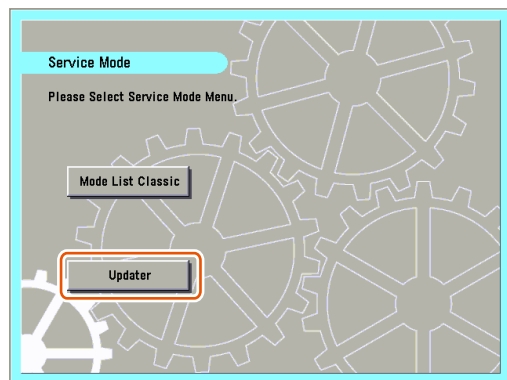 Service Mode
Please Select Service Mode Menu.
Mode List Classic
Updater